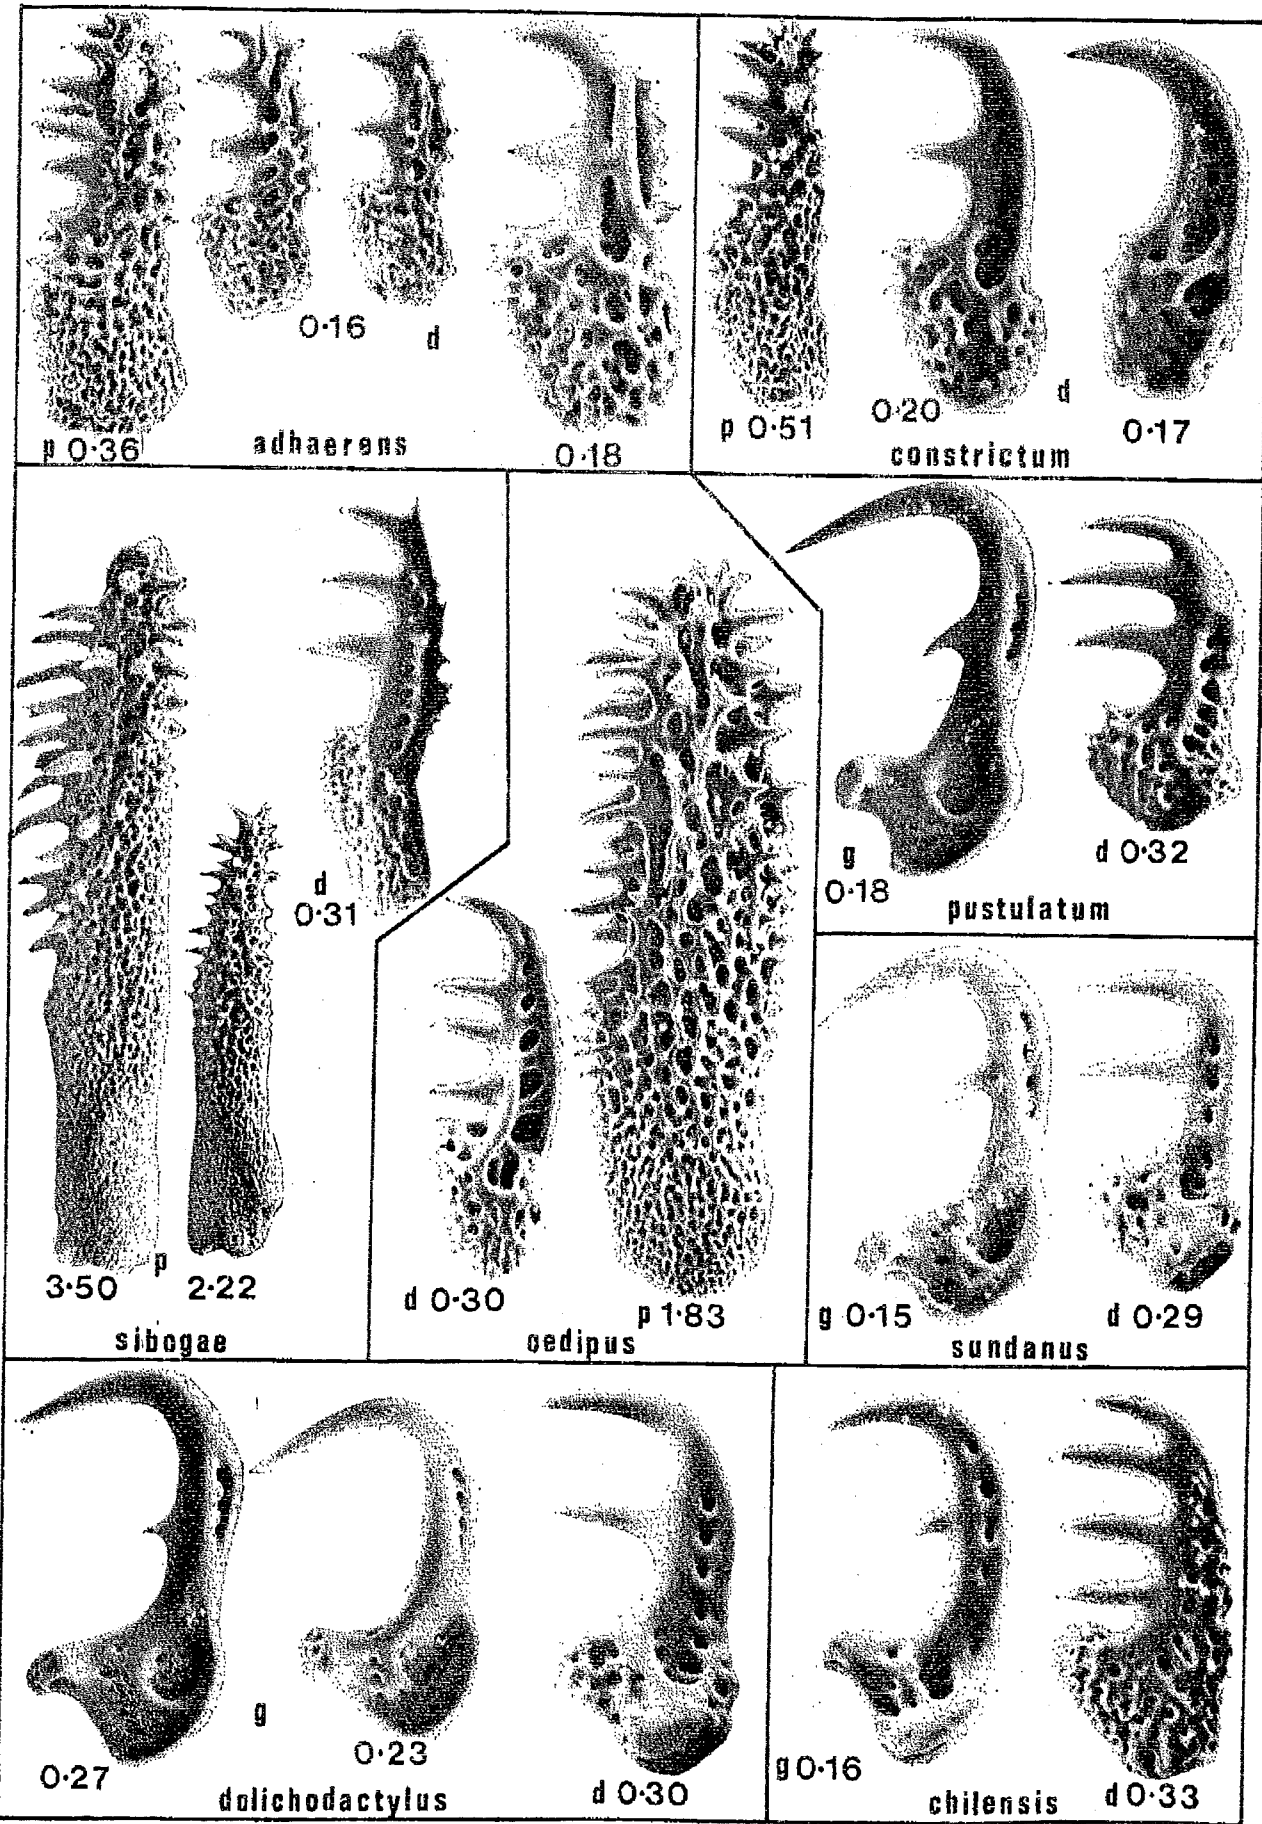 0·16
d
p 0·36
adhaerens
0·18
p 0·51
0·20
d
0·17
constrictum
d
0·31
3·50
p
2·22
sibogae
d 0·30
p 1·83
oedipus
g
0·18
d 0·32
pustulatum
g 0·15
d 0·29
sundanus
0·27
g
0·23
d 0·30
dolichodactylus
g 0·16
d 0·33
chilensis